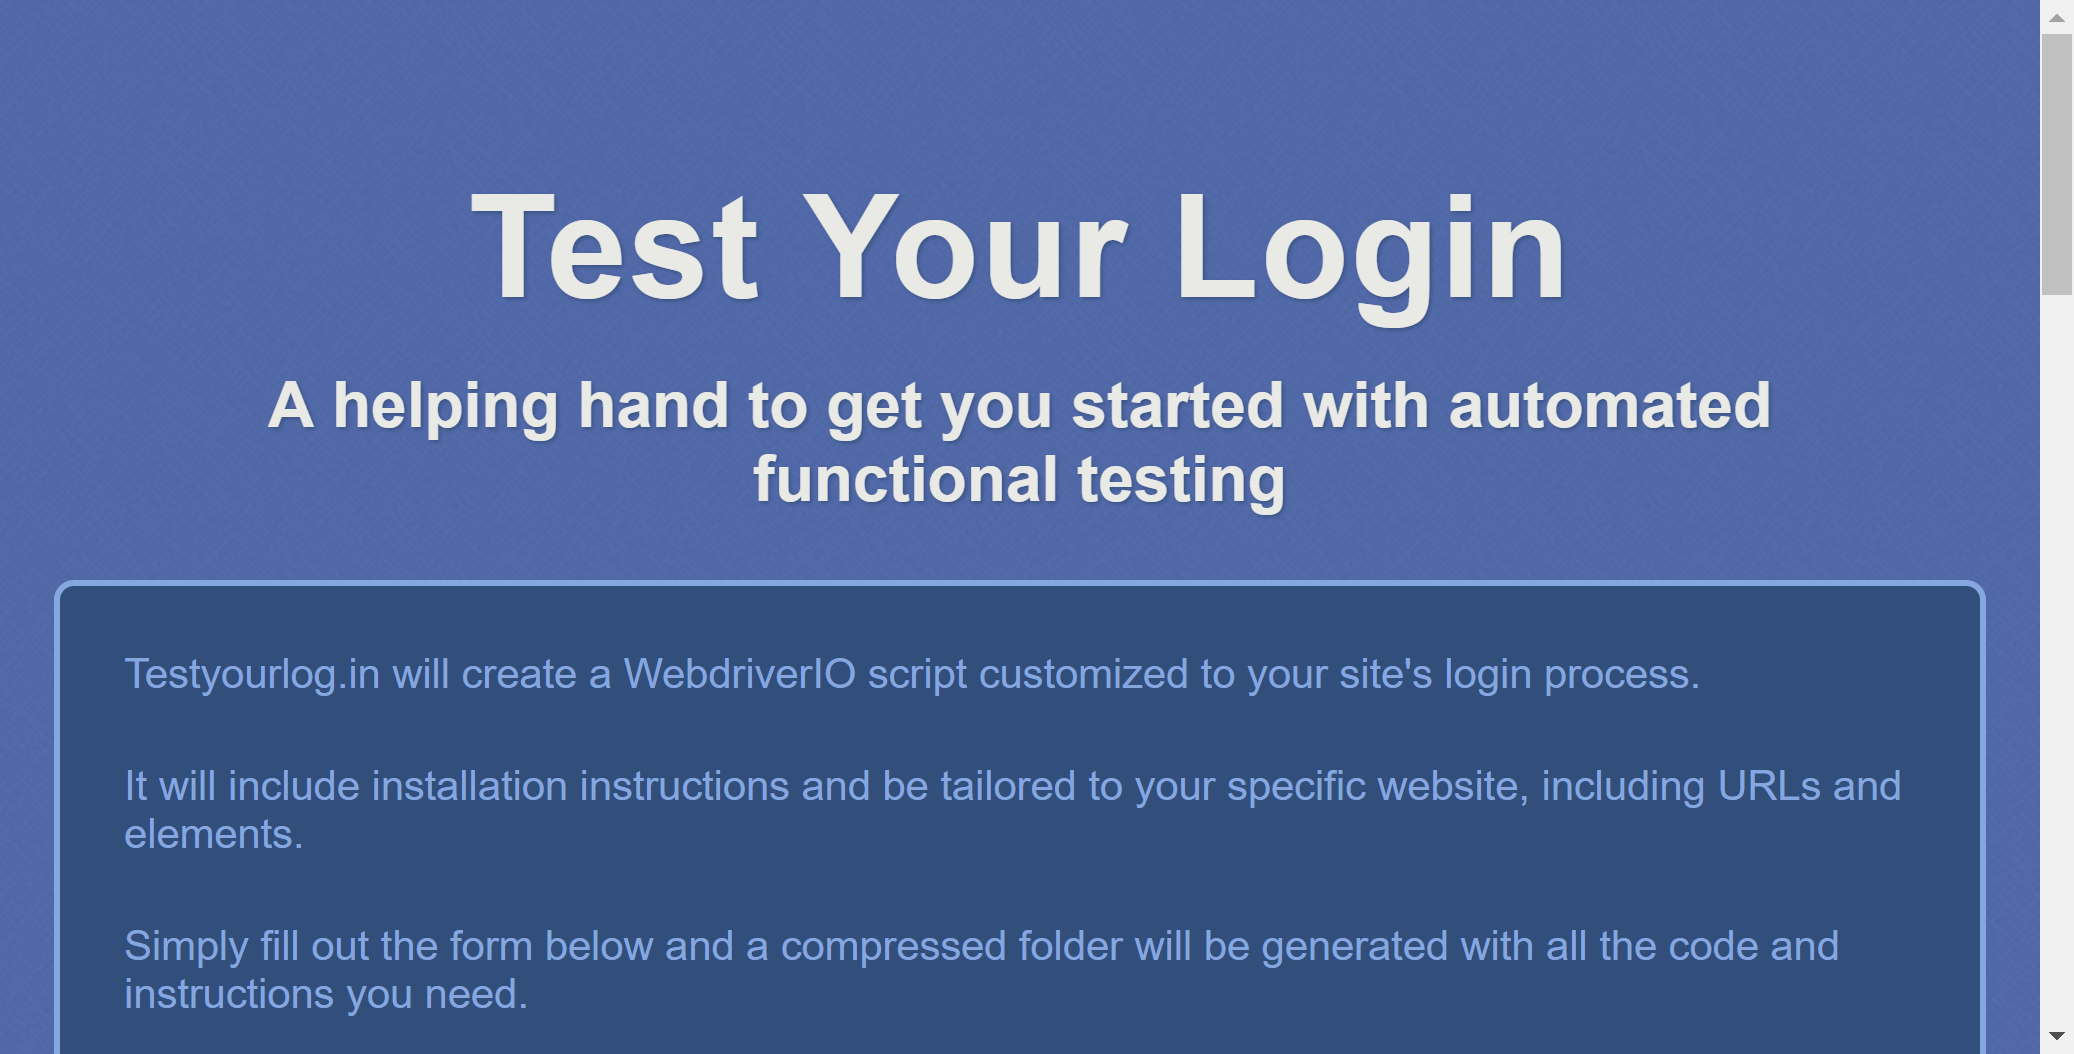 Test Your Login
A helping hand to get you started with automated
functional testing
Testyourlog.in will create a WebdriverIO script customized to your site's login process.
It will include installation instructions and be tailored to your specific website, including URLs and
elements.
Simply fill out the form below and a compressed folder will be generated with all the code and
instructions you need.